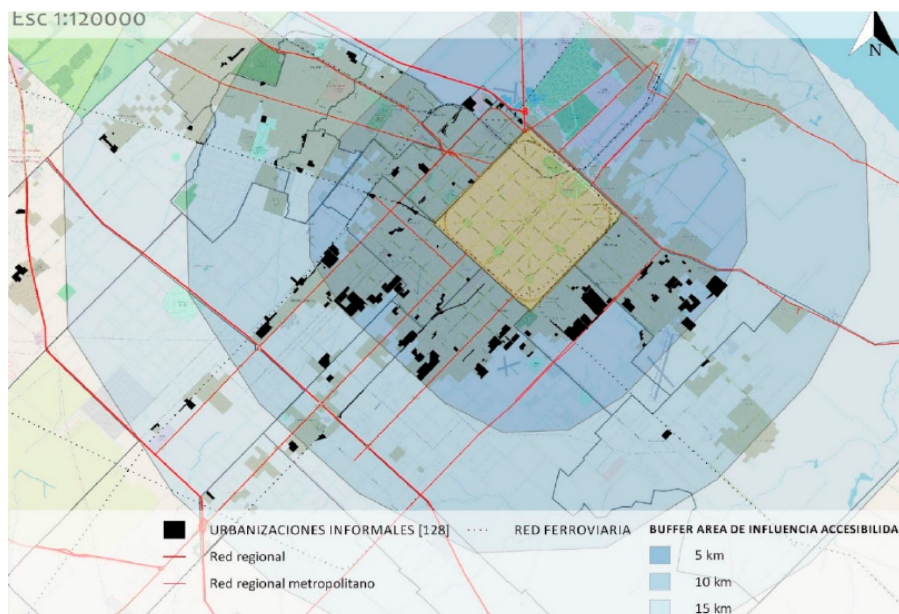 Esc 1:120000
N
URBANIZACIONES INFORMALES [128]
RED FERROVIARIA
BUFFER AREA DE INFLUENCIA ACCESIBILIDA
Red regional
5 km
Red regional metropolitano
10 km
15 km